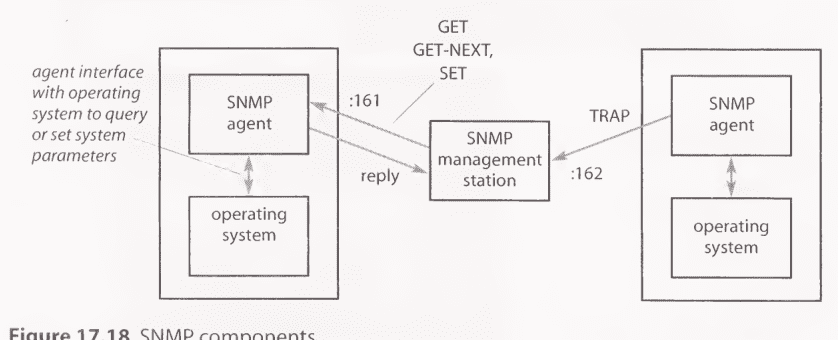 GET
GET-NEXT,
SET
agent interface
with operating
system to query
or set system
parameters
SNMP
agent
:161
reply
operating
system
SNMP
management
station
TRAP
:162
SNMP
agent
operating
system
Figure 17.18 SNMP components